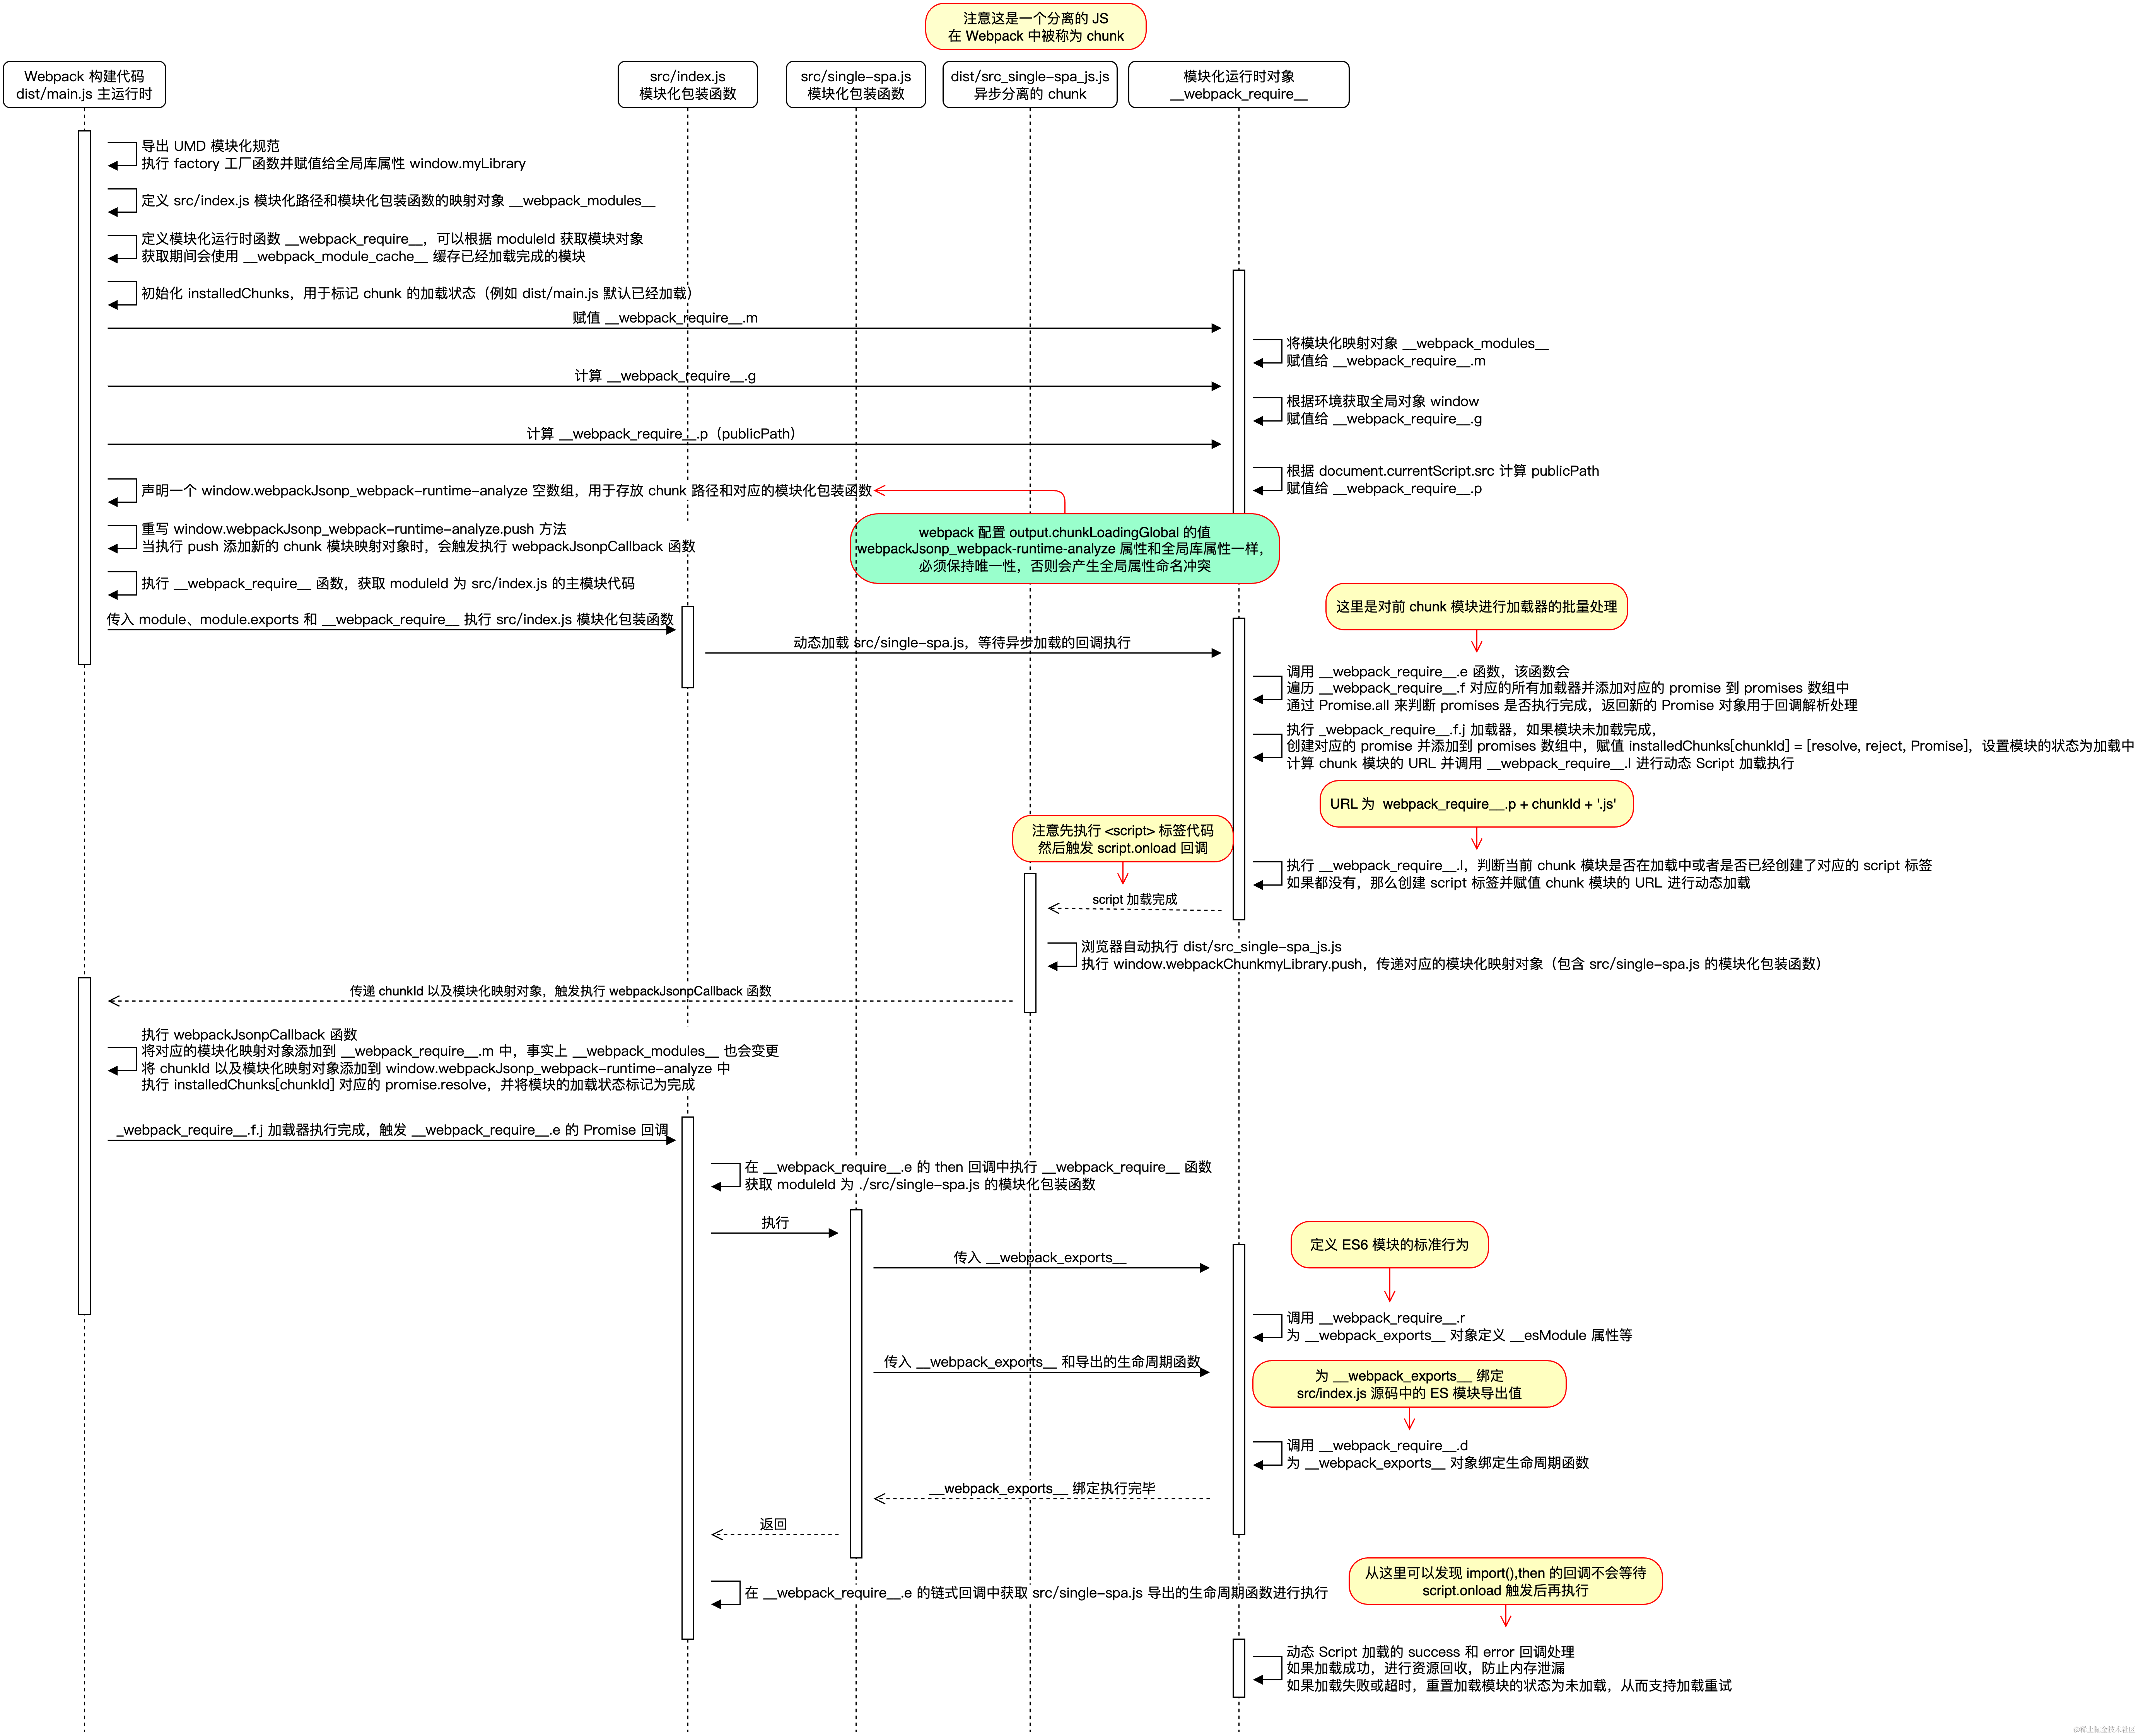 注意这是一个分离的 JS
在 Webpack 中被称为 chunk
Webpack 构建代码
dist/main.js 主运行时
src/index.js
模块化包装函数
src/single-spa.js
模块化包装函数
dist/src_single-spa_js.js
异步分离的 chunk
模块化运行时对象
__webpack_require__
导出 UMD 模块化规范
执行 factory 工厂函数并赋值给全局库属性 window.myLibrary
定义 src/index.js 模块化路径和模块化包装函数的映射对象 __webpack_modules__
定义模块化运行时函数 __webpack_require__，可以根据 moduleId 获取模块对象
获取期间会使用 __webpack_module_cache__ 缓存已经加载完成的模块
初始化 installedChunks，用于标记 chunk 的加载状态（例如 dist/main.js 默认已经加载）
赋值 __webpack_require__.m
将模块化映射对象 __webpack_modules__
赋值给 __webpack_require__.m
计算 __webpack_require__.g
根据环境获取全局对象 window
赋值给 __webpack_require__.g
计算 __webpack_require__.p（publicPath）
根据 document.currentScript.src 计算 publicPath
赋值给 __webpack_require__.p
声明一个 window.webpackJsonp_webpack-runtime-analyze 空数组，用于存放 chunk 路径和对应的模块化包装函数
重写 window.webpackJsonp_webpack-runtime-analyze.push 方法
当执行 push 添加新的 chunk 模块映射对象时，会触发执行 webpackJsonpCallback 函数
webpack 配置 output.chunkLoadingGlobal 的值
webpackJsonp_webpack-runtime-analyze 属性和全局库属性一样，
必须保持唯一性，否则会产生全局属性命名冲突
执行 __webpack_require__ 函数，获取 moduleId 为 src/index.js 的主模块代码
这里是对前 chunk 模块进行加载器的批量处理
传入 module、module.exports 和 __webpack_require__ 执行 src/index.js 模块化包装函数
动态加载 src/single-spa.js，等待异步加载的回调执行
调用 __webpack_require__.e 函数，该函数会
遍历 __webpack_require__.f 对应的所有加载器并添加对应的 promise 到 promises 数组中
通过 Promise.all 来判断 promises 是否执行完成，返回新的 Promise 对象用于回调解析处理
执行 _webpack_require__.f.j 加载器，如果模块未加载完成，
创建对应的 promise 并添加到 promises 数组中，赋值 installedChunks[chunkId] = [resolve, reject, Promise]，设置模块的状态为加载中
计算 chunk 模块的 URL 并调用 __webpack_require__.l 进行动态 Script 加载执行
URL 为  webpack_require__.p + chunkId + '.js'
注意先执行 <script> 标签代码
然后触发 script.onload 回调
执行 __webpack_require__.l，判断当前 chunk 模块是否在加载中或者是否已经创建了对应的 script 标签
如果都没有，那么创建 script 标签并赋值 chunk 模块的 URL 进行动态加载
script 加载完成
浏览器自动执行 dist/src_single-spa_js.js
执行 window.webpackChunkmyLibrary.push，传递对应的模块化映射对象（包含 src/single-spa.js 的模块化包装函数）
传递 chunkId 以及模块化映射对象，触发执行 webpackJsonpCallback 函数
执行 webpackJsonpCallback 函数
将对应的模块化映射对象添加到 __webpack_require__.m 中，事实上 __webpack_modules__ 也会变更
将 chunkId 以及模块化映射对象添加到 window.webpackJsonp_webpack-runtime-analyze 中
执行 installedChunks[chunkId] 对应的 promise.resolve，并将模块的加载状态标记为完成
_webpack_require__.f.j 加载器执行完成，触发 __webpack_require__.e 的 Promise 回调
在 __webpack_require__.e 的 then 回调中执行 __webpack_require__ 函数
获取 moduleId 为 ./src/single-spa.js 的模块化包装函数
执行
定义 ES6 模块的标准行为
传入 __webpack_exports__
调用 __webpack_require__.r
为 __webpack_exports__ 对象定义 __esModule 属性等
传入 __webpack_exports__ 和导出的生命周期函数
为 __webpack_exports__ 绑定
src/index.js 源码中的 ES 模块导出值
调用 __webpack_require__.d
为 __webpack_exports__ 对象绑定生命周期函数
__webpack_exports__ 绑定执行完毕
返回
从这里可以发现 import(),then 的回调不会等待
script.onload 触发后再执行
在 __webpack_require__.e 的链式回调中获取 src/single-spa.js 导出的生命周期函数进行执行
动态 Script 加载的 success 和 error 回调处理
如果加载成功，进行资源回收，防止内存泄漏
如果加载失败或超时，重置加载模块的状态为未加载，从而支持加载重试
@稀土掘金技术社区